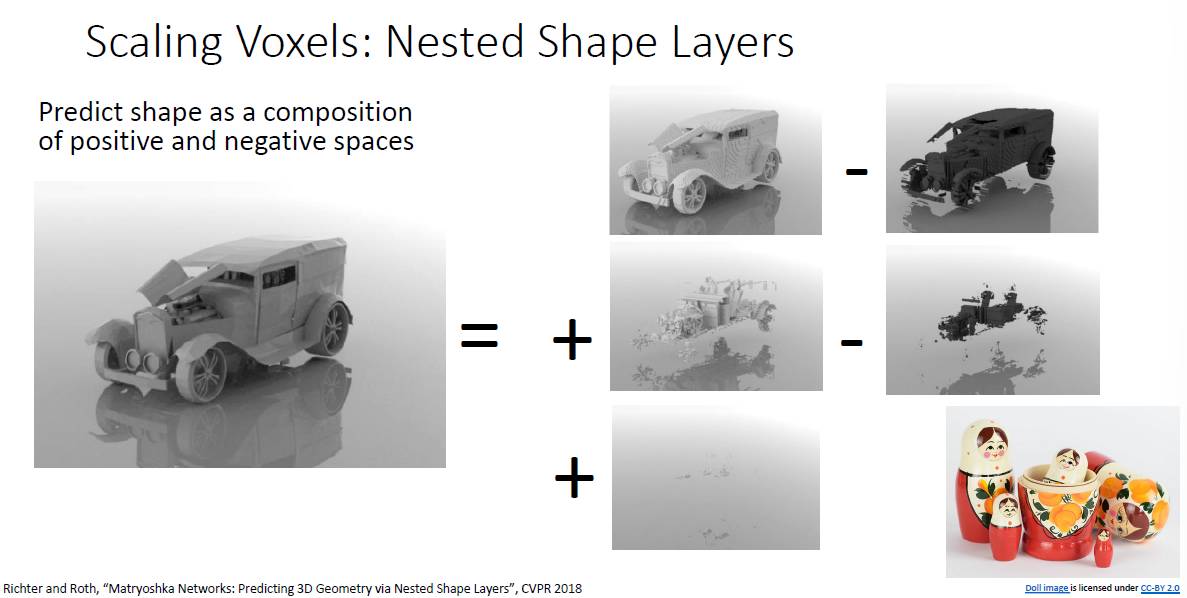 Scaling Voxels: Nested Shape Layers
Predict shape as a composition
of positive and negative spaces
-
=
+
-
+
Richter and Roth, “Matryoshka Networks: Predicting 3D Geometry via Nested Shape Layers”, CVPR 2018
Doll image is licensed under CC-BY 2.0